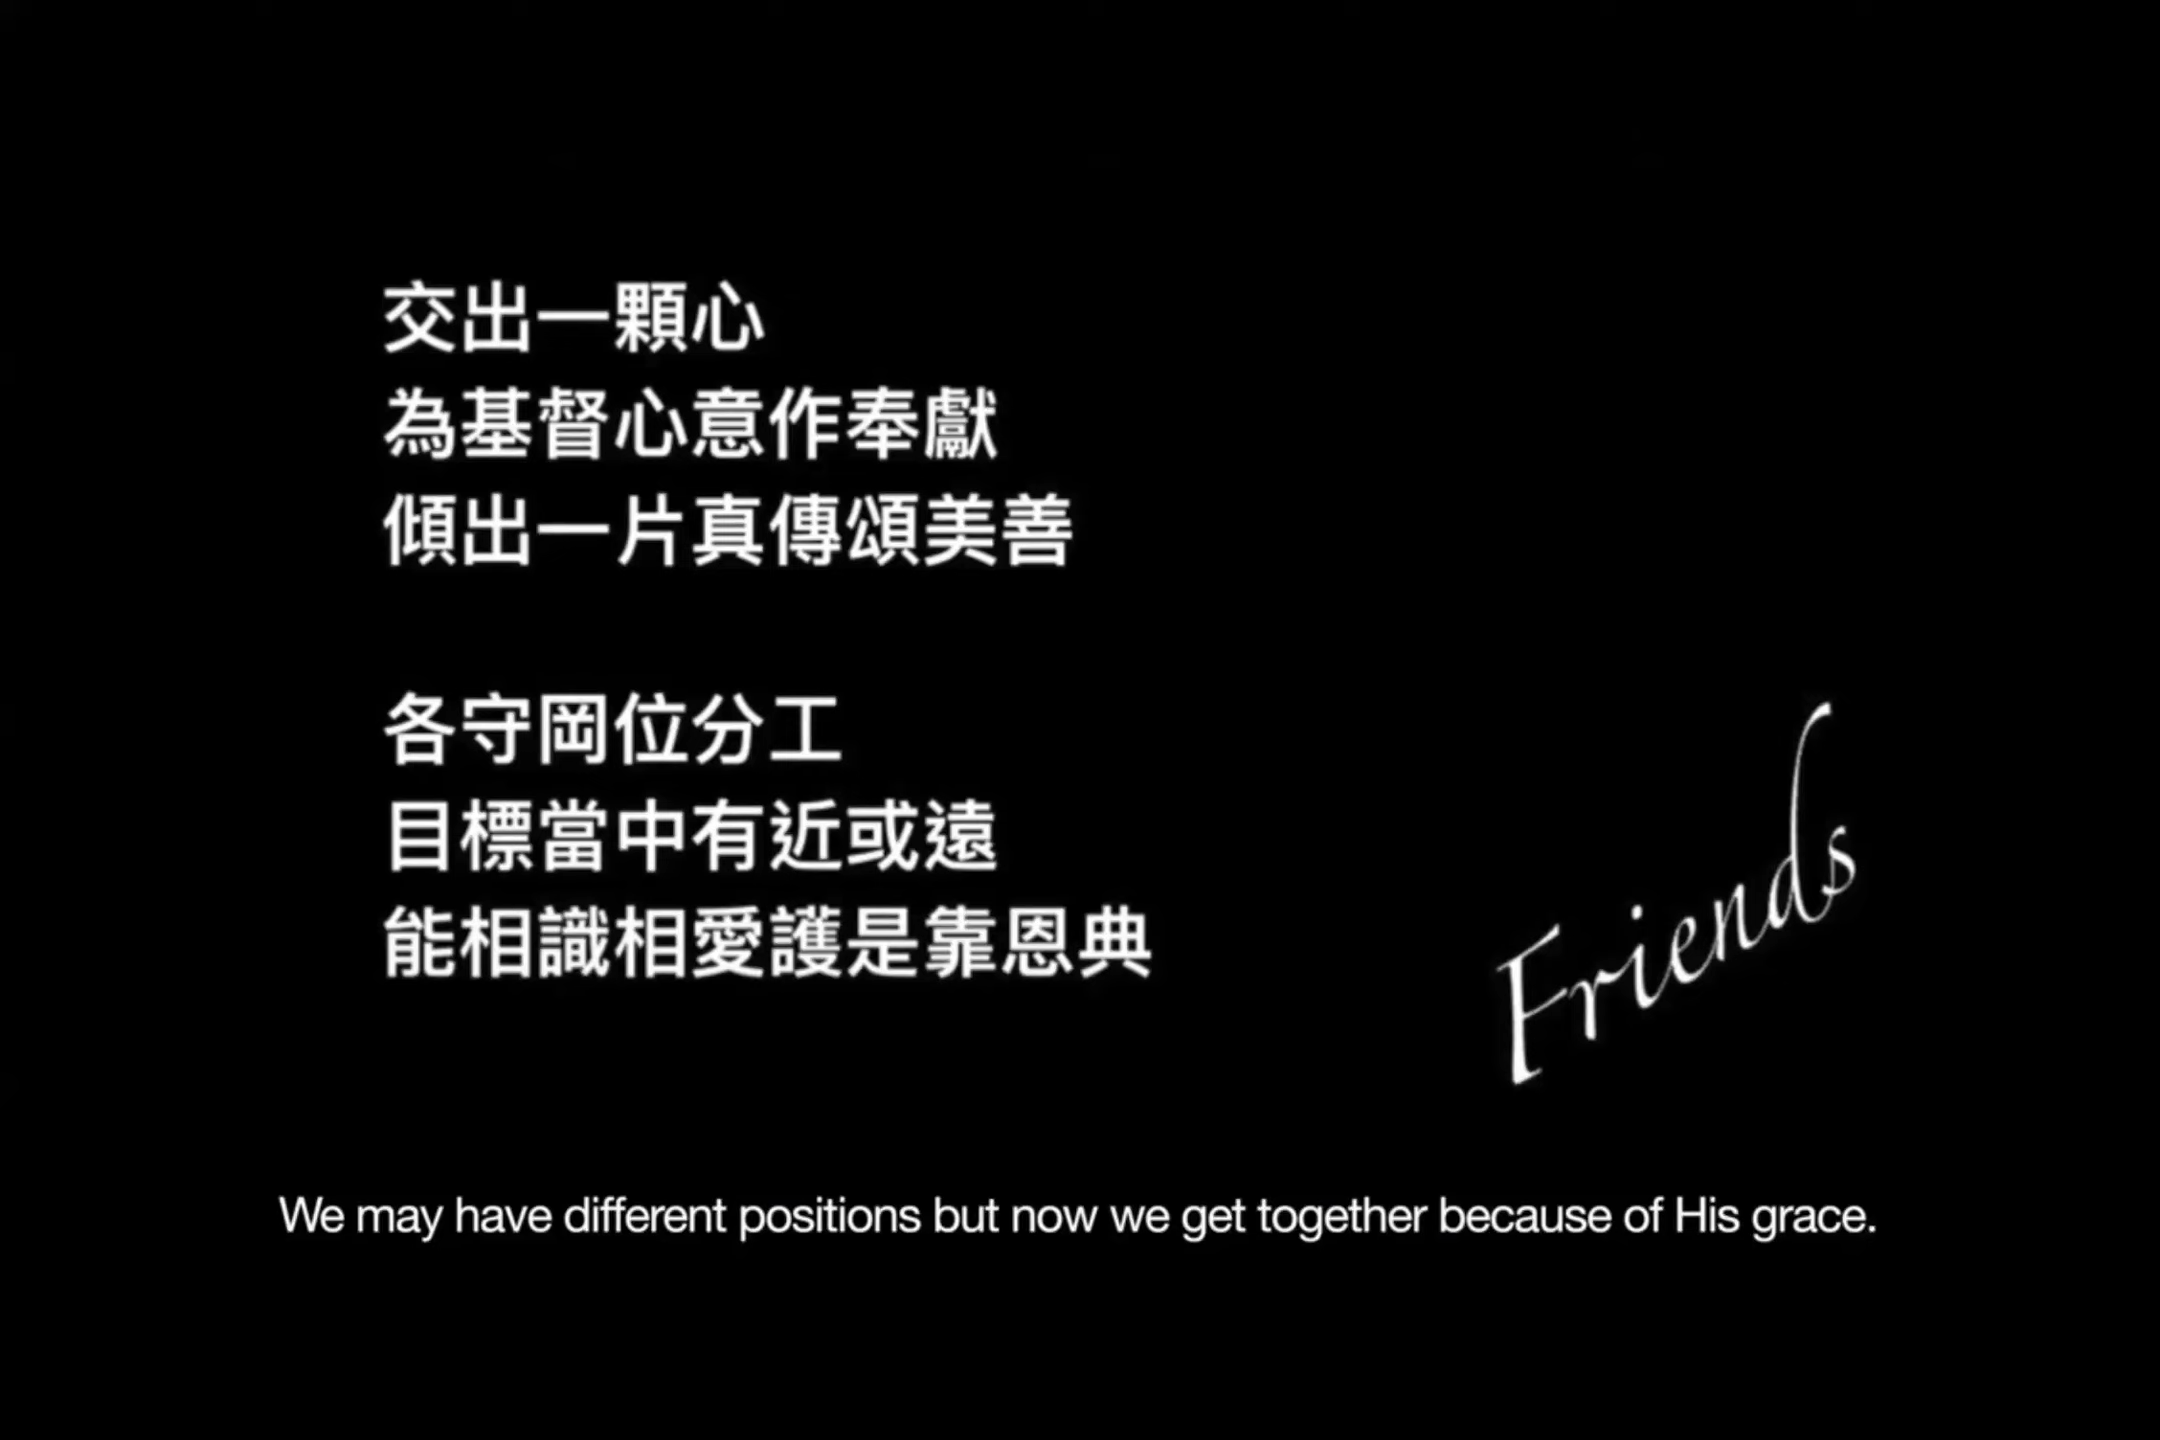 交出一顆心
為基督心意作奉獻
傾出一片真傳頌美善
各守岡位分工
目標當中有近或遠
能相識相愛護是靠恩典
Friends
We may have different positions but now we get together because of His grace.